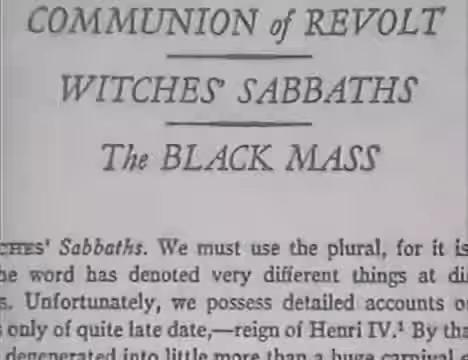 COMMUNION of REVOLT
WITCHES' SABBATHS
The BLACK MASS
CHES' Sabbaths. We must use the plural, for it is
he word has denoted very different things at di
s. Unfortunately, we possess detailed accounts o
only of quite late date,—reign of Henri IV.¹ By tha
degenerated into little more than a huge carnival